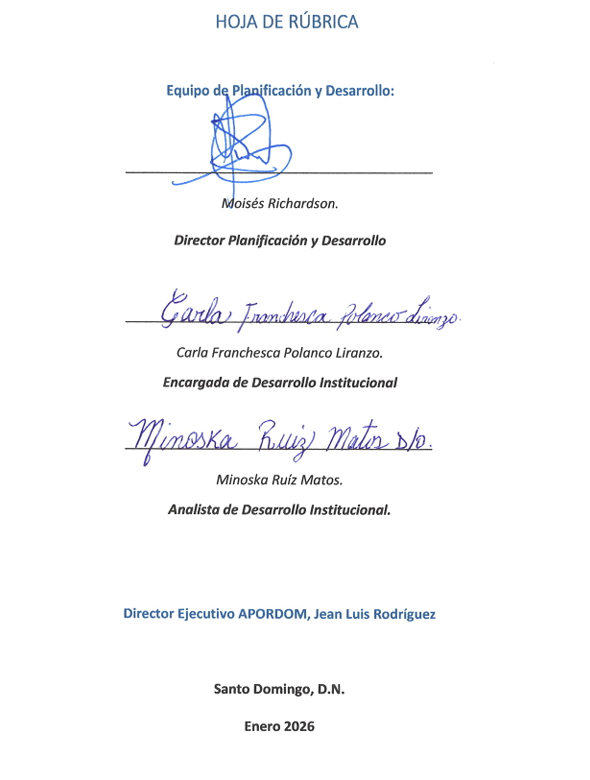 HOJA DE RÚBRICA
Equipo de Planificación y Desarrollo:
Moisés Richardson.
Director Planificación y Desarrollo
Carla Franchesca Polanco Liranzo.
Carla Franchesca Polanco Liranzo.
Encargada de Desarrollo Institucional
Minoska Ruiz Matos D/O.
Minoska Ruíz Matos.
Analista de Desarrollo Institucional.
Director Ejecutivo APORDOM, Jean Luis Rodríguez
Santo Domingo, D.N.
Enero 2026